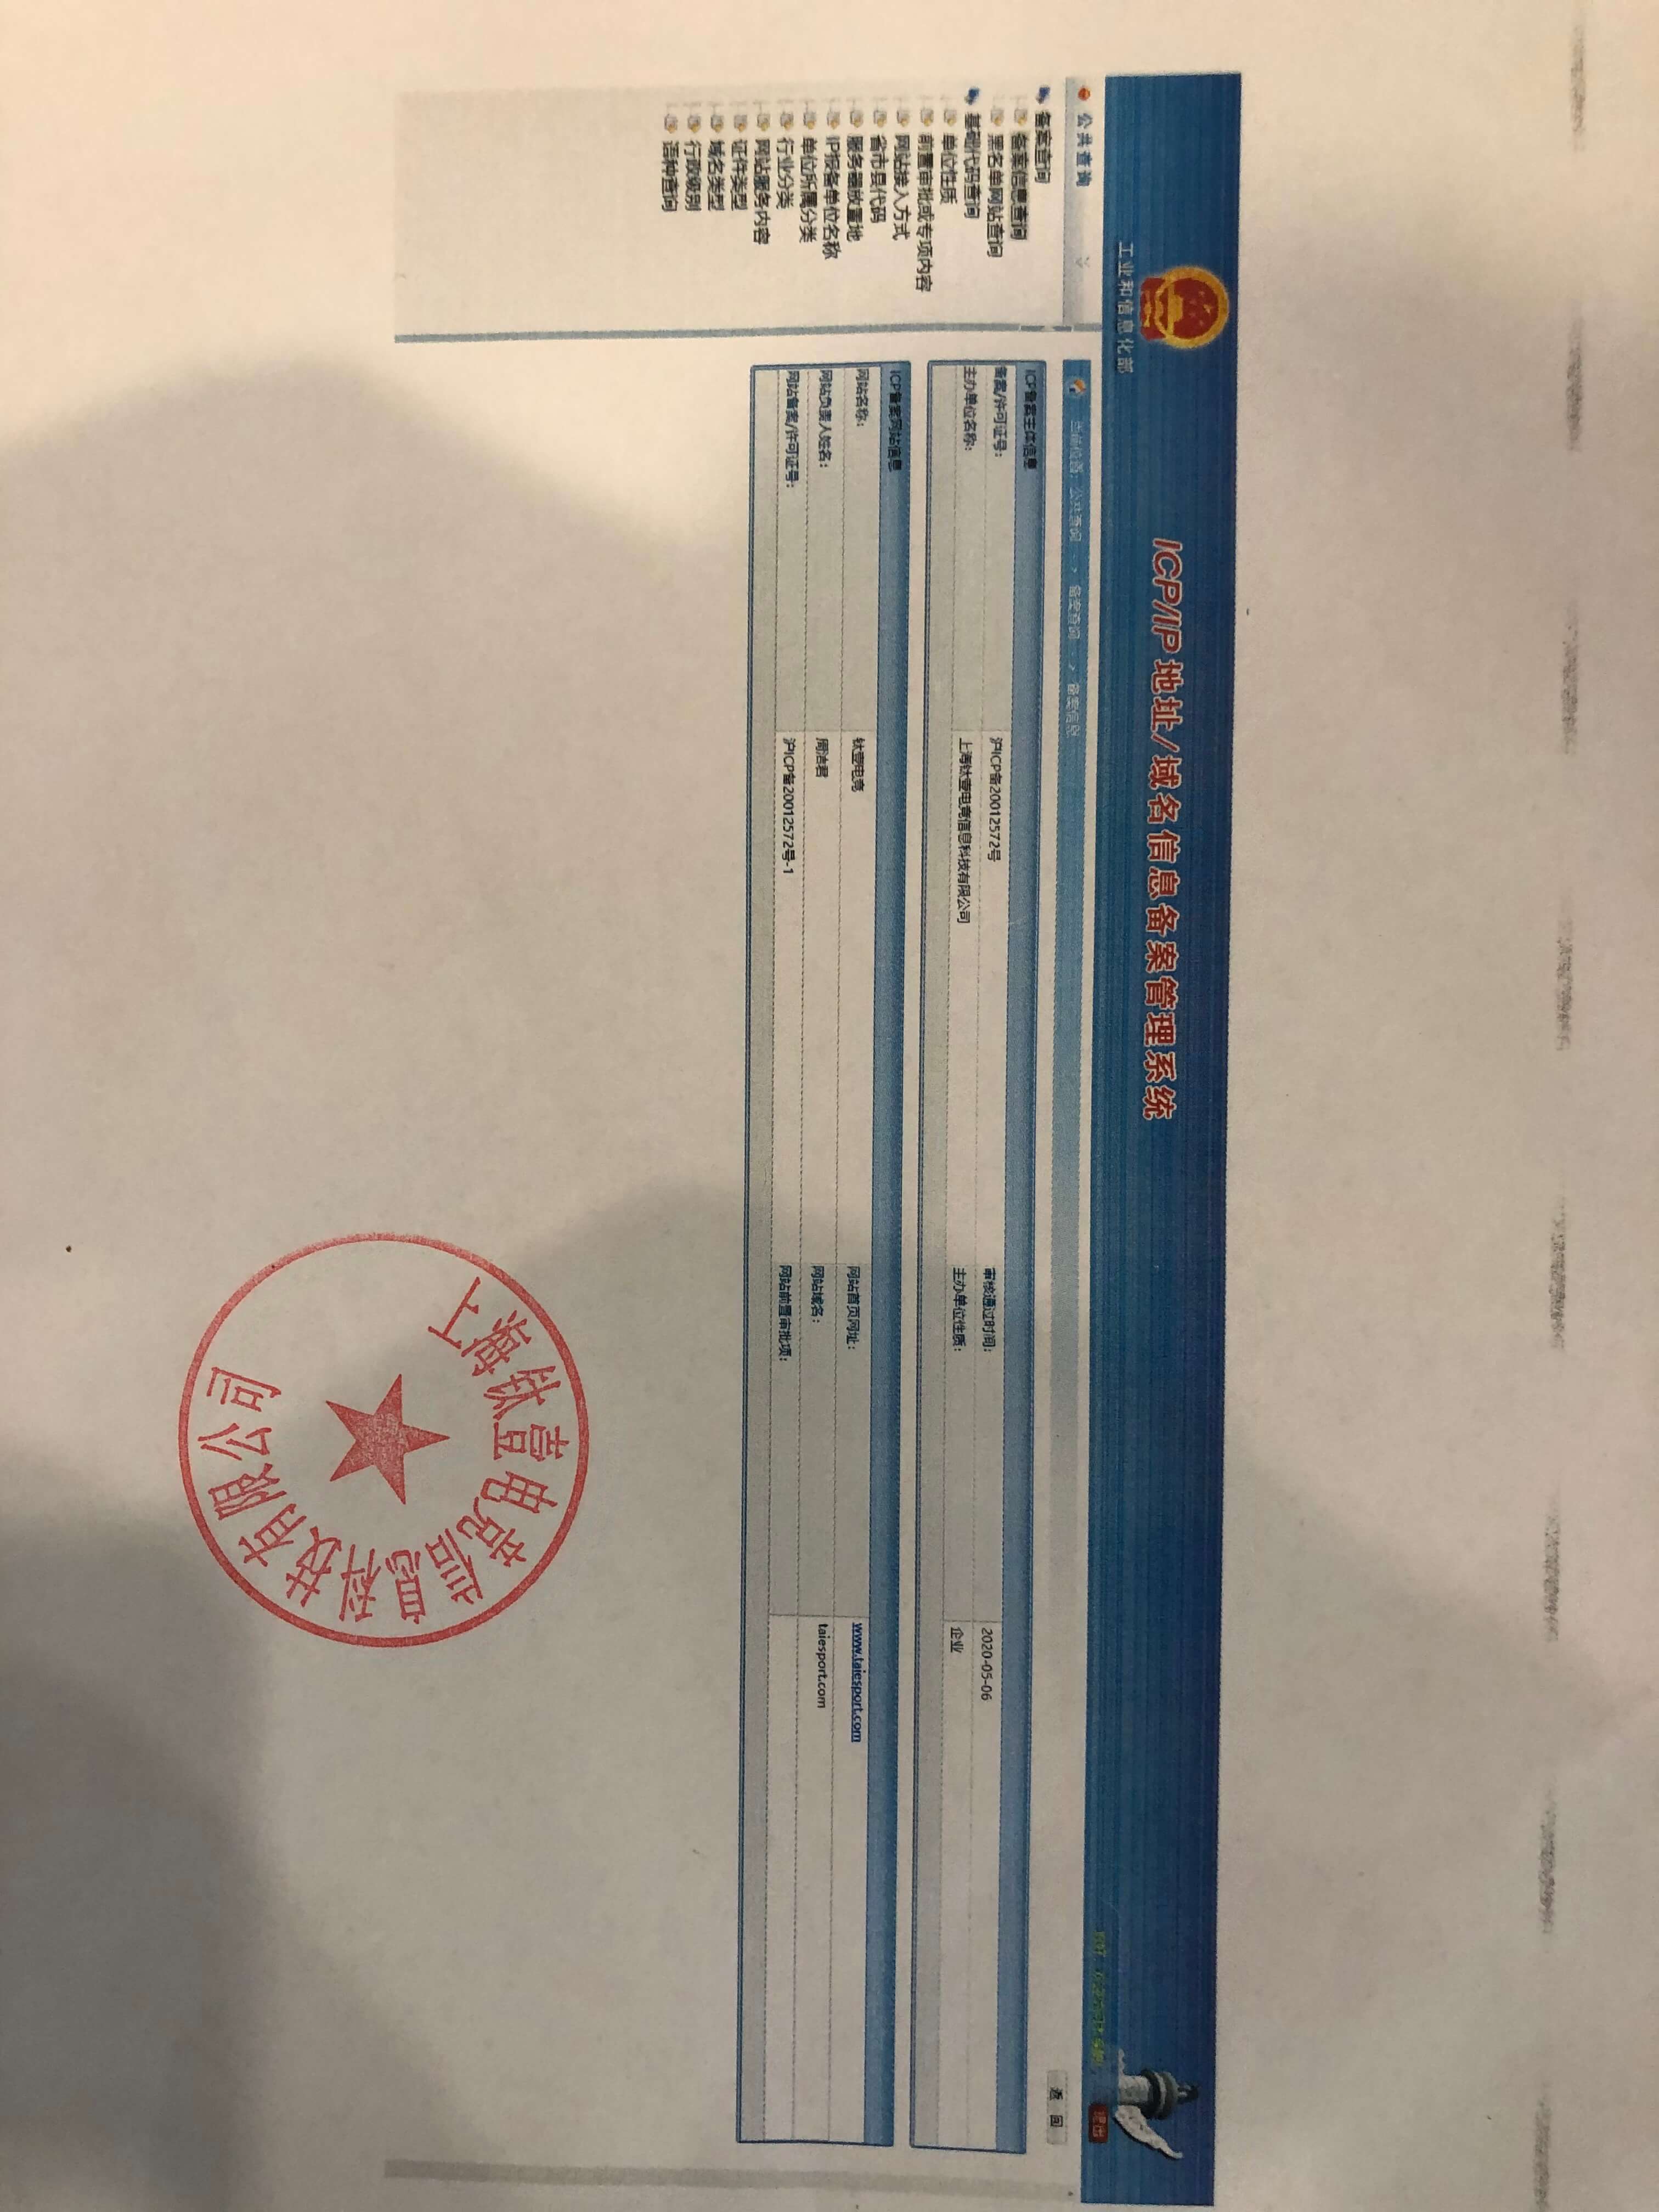 工业和信息化部
ICP/IP地址/域名信息备案管理系统
退出
公共查询
当前位置：公共查询 -> 备案查询 -> 备案信息
返 回
备案查询
备案信息查询
黑名单网站查询
基础代码查询
单位性质
前置审批或专项内容
网站接入方式
省市县代码
服务器放置地
IP报备单位名称
单位所属分类
行业分类
网站服务内容
证件类型
域名类型
行政级别
语种查询
ICP备案主体信息
备案/许可证号： 沪ICP备20012572号 审核通过时间： 2020-05-06
主办单位名称： 上海钛壹电竞信息科技有限公司 主办单位性质： 企业
ICP备案网站信息
网站名称： 钛壹电竞 网站首页网址： www.taiesport.com
网站负责人姓名： 周洁君 网站域名： taiesport.com
网站备案/许可证号： 沪ICP备20012572号-1 网站前置审批项：
上海钛壹电竞信息科技有限公司